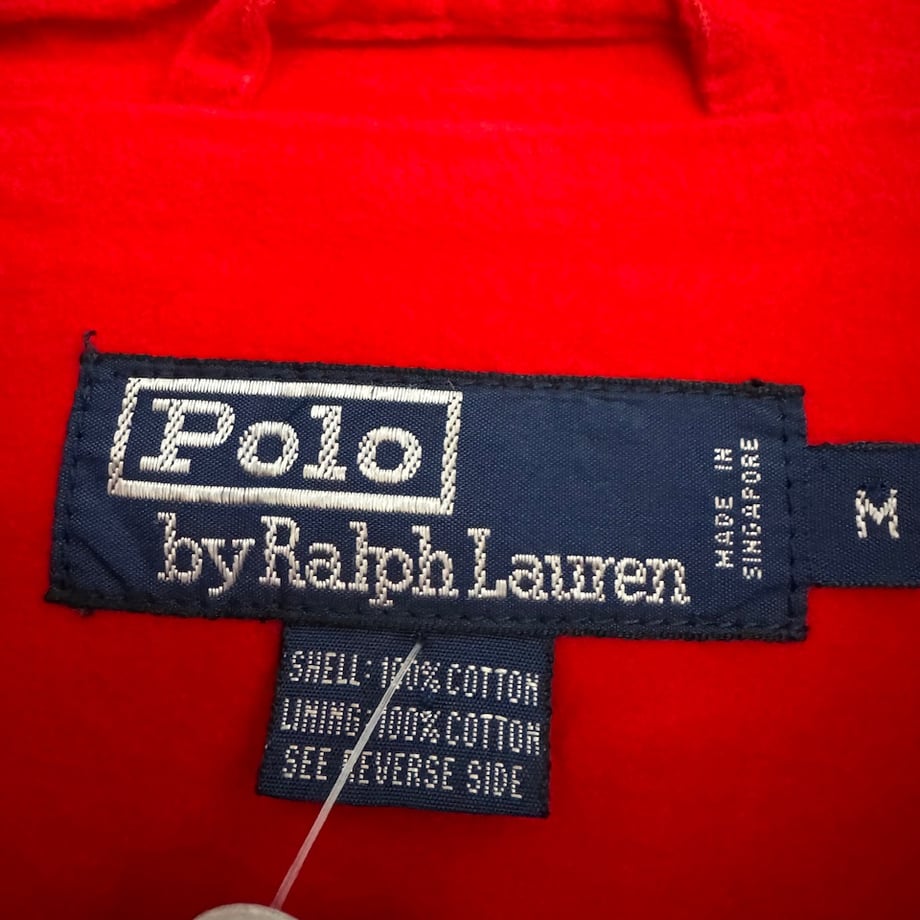 Polo
by Ralph Lauren
MADE IN
SINGAPORE
M
SHELL: 100% COTTON
LINING: 100% COTTON
SEE REVERSE SIDE